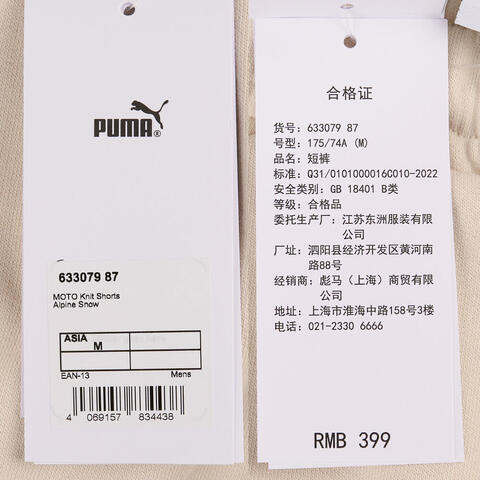 PUMA®
633079 87
MOTO Knit Shorts
Alpine Snow
ASIA
M
EAN-13 Mens
4 069157 834438
合格证
货号：633079 87
号型：175/74A (M)
品名：短裤
标准：Q31/0101000016C010-2022
安全类别：GB 18401 B类
等级：合格品
委托生产厂：江苏东洲服装有限
公司
厂址：泗阳县经济开发区黄河南
路88号
经销商：彪马（上海）商贸有限
公司
地址：上海市淮海中路158号3楼
电话：021-2330 6666
RMB 399